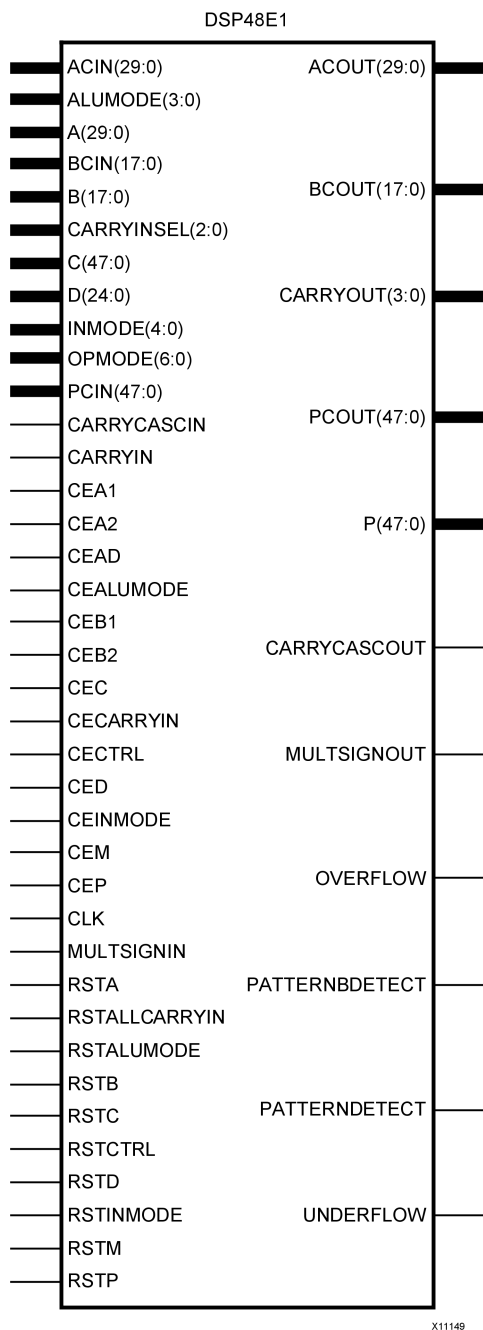 DSP48E1
ACIN(29:0)
ACOUT(29:0)
ALUMODE(3:0)
A(29:0)
BCIN(17:0)
BCOUT(17:0)
B(17:0)
CARRYINSEL(2:0)
C(47:0)
D(24:0)
CARRYOUT(3:0)
INMODE(4:0)
OPMODE(6:0)
PCIN(47:0)
PCOUT(47:0)
CARRYCASCIN
CARRYIN
CEA1
CEA2
P(47:0)
CEAD
CEALUMODE
CEB1
CEB2
CARRYCASCOUT
CEC
CECARRYIN
CECTRL
MULTSIGNOUT
CED
CEINMODE
CEM
CEP
OVERFLOW
CLK
MULTSIGNIN
RSTA
PATTERNBDETECT
RSTALLCARRYIN
RSTALUMODE
RSTB
RSTC
PATTERNDETECT
RSTCTRL
RSTD
RSTINMODE
UNDERFLOW
RSTM
RSTP
X11149